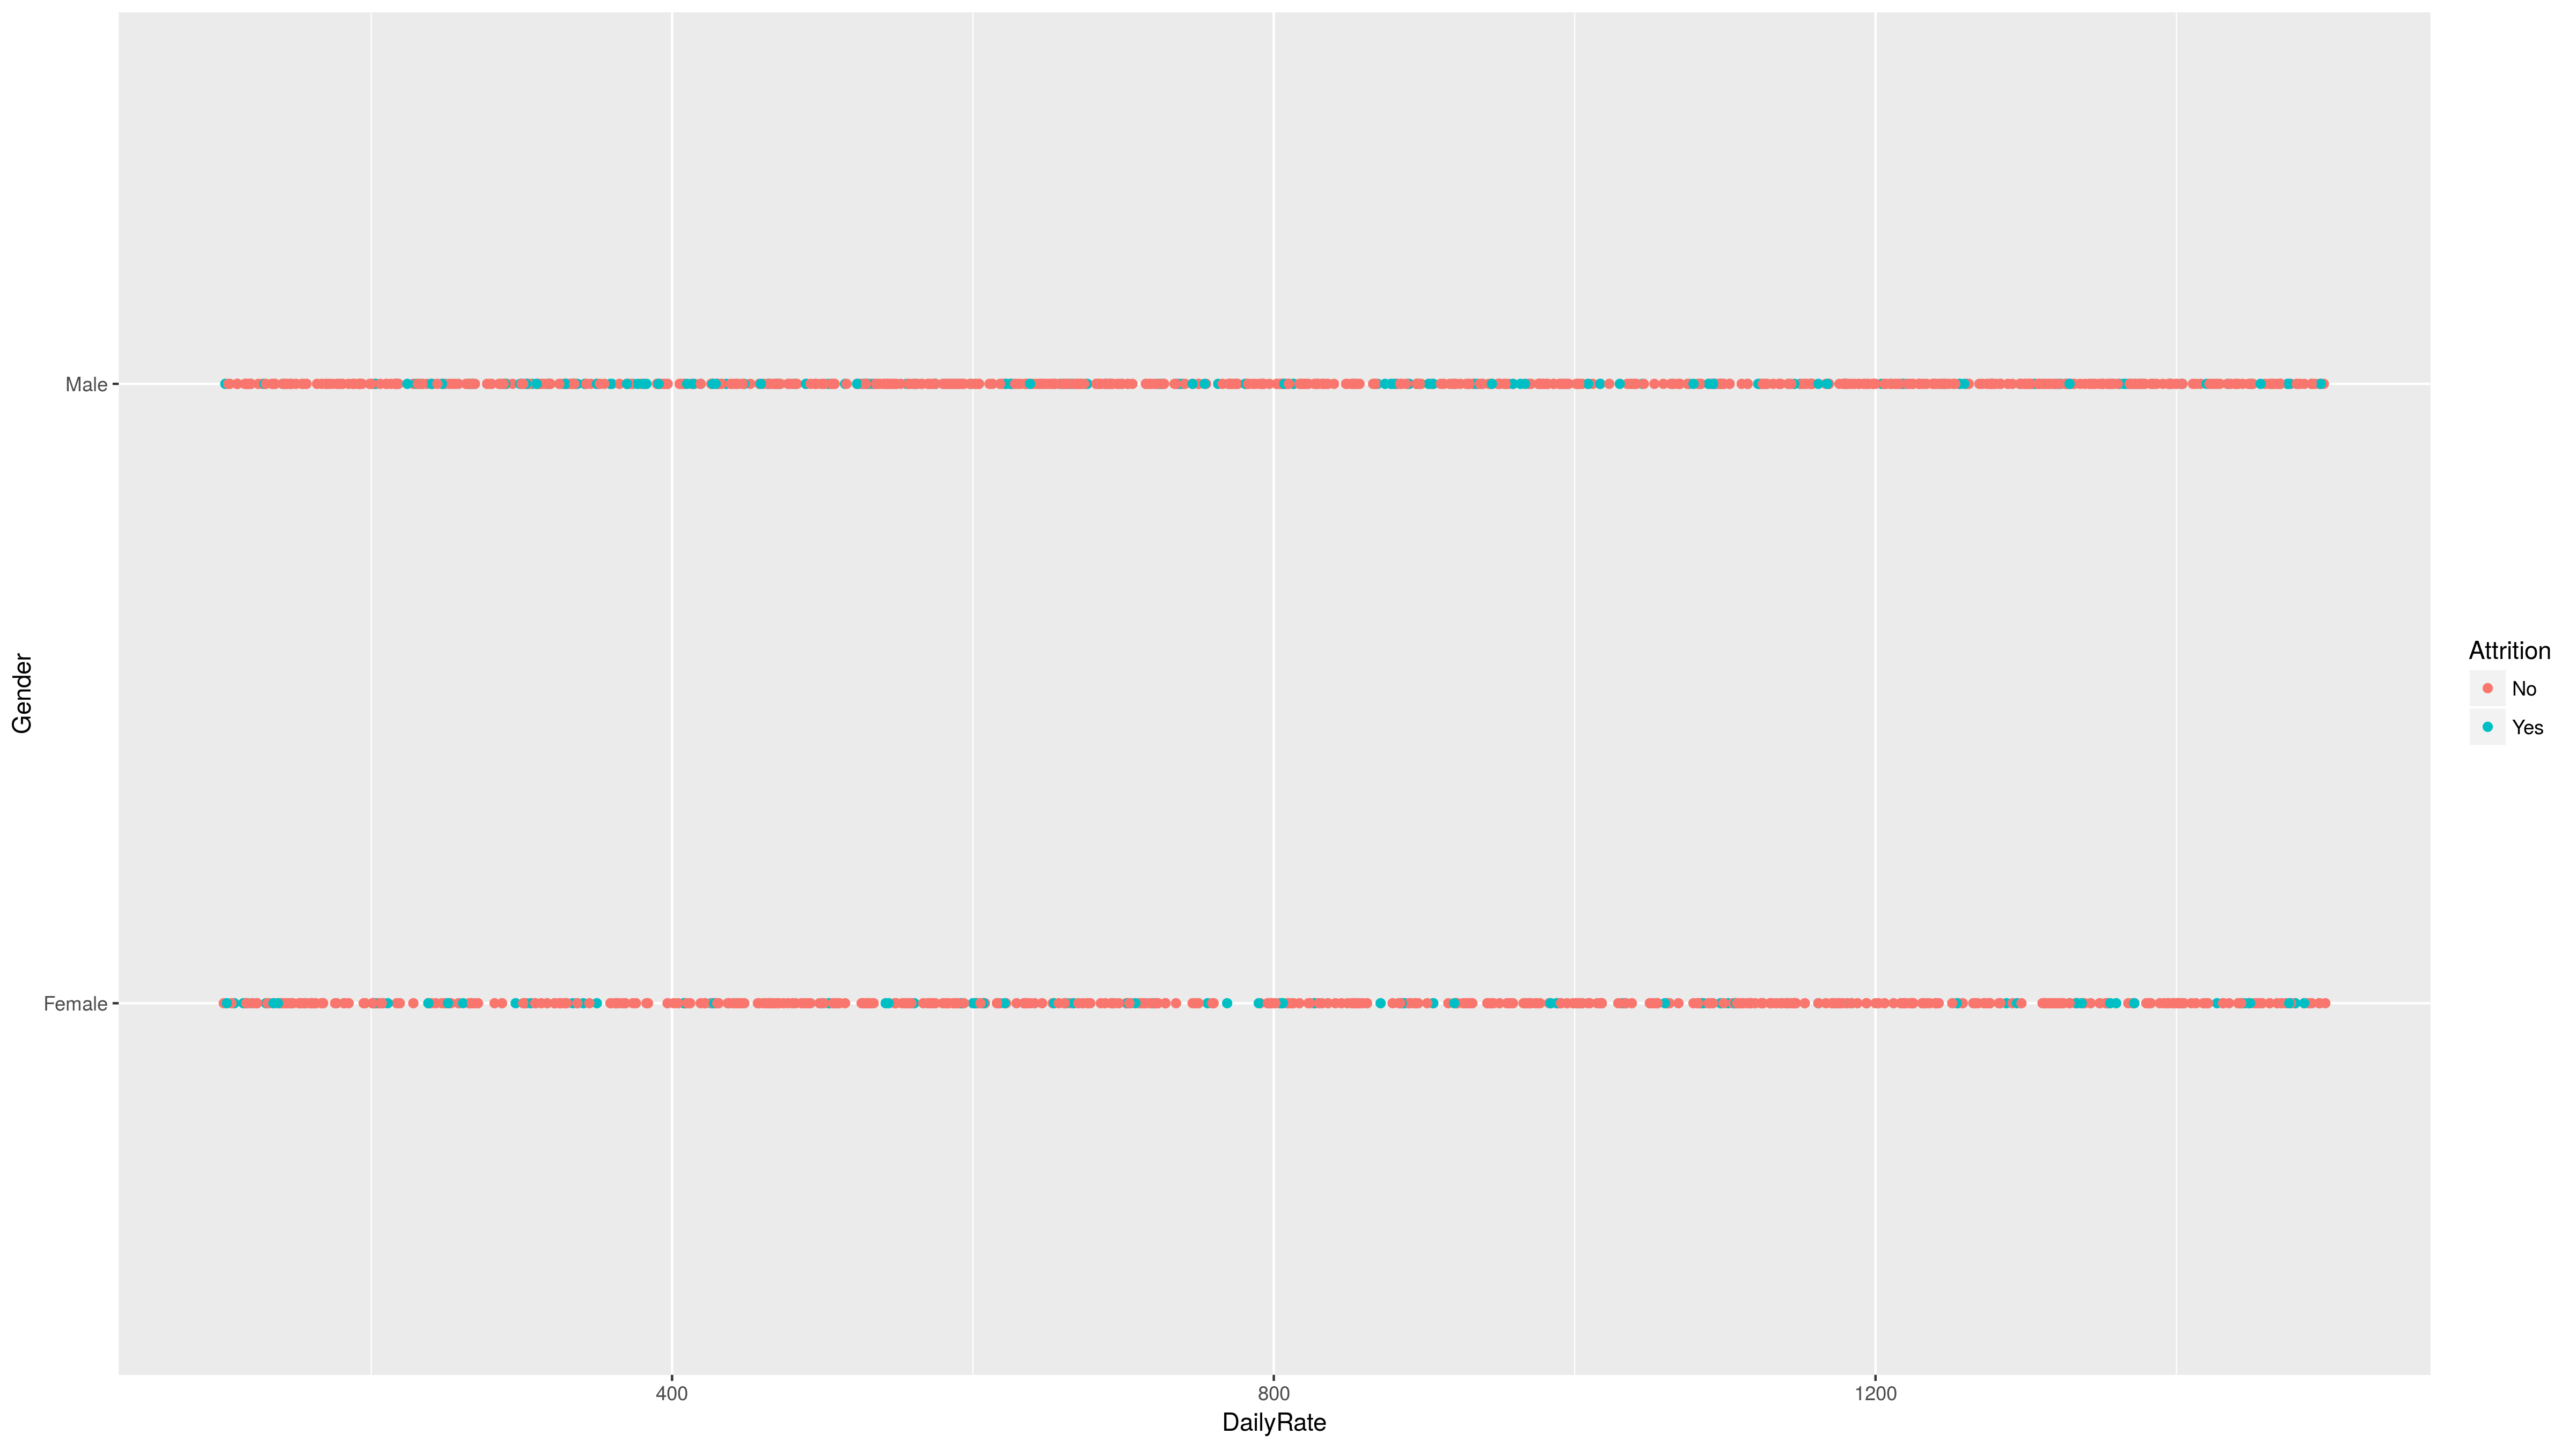 Male
Female
Gender
400
800
1200
DailyRate
Attrition
No
Yes